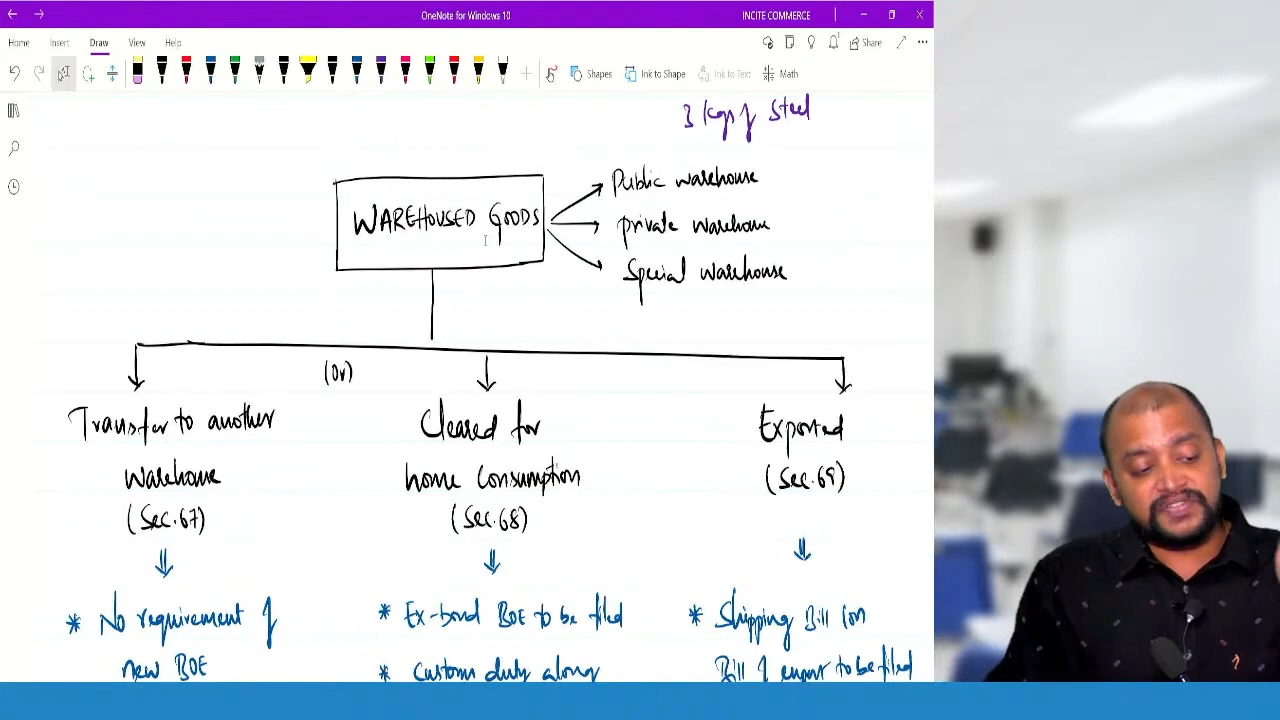 OneNote for Windows 10
INCITE COMMERCE
Home Insert Draw View Help
Share
Shapes Ink to Shape Ink to Text Math
3 kgs of Steel
WAREHOUSED GOODS
Public warehouse
private warehouse
Special warehouse
(Or)
Transfer to another
warehouse
(Sec.67)
Cleared for
home Consumption
(Sec.68)
Exported
(Sec.69)
* No requirement of
new BOE
* Ex-bond BOE to be filed
* Custom duty along
* Shipping Bill (or)
Bill of export to be filed